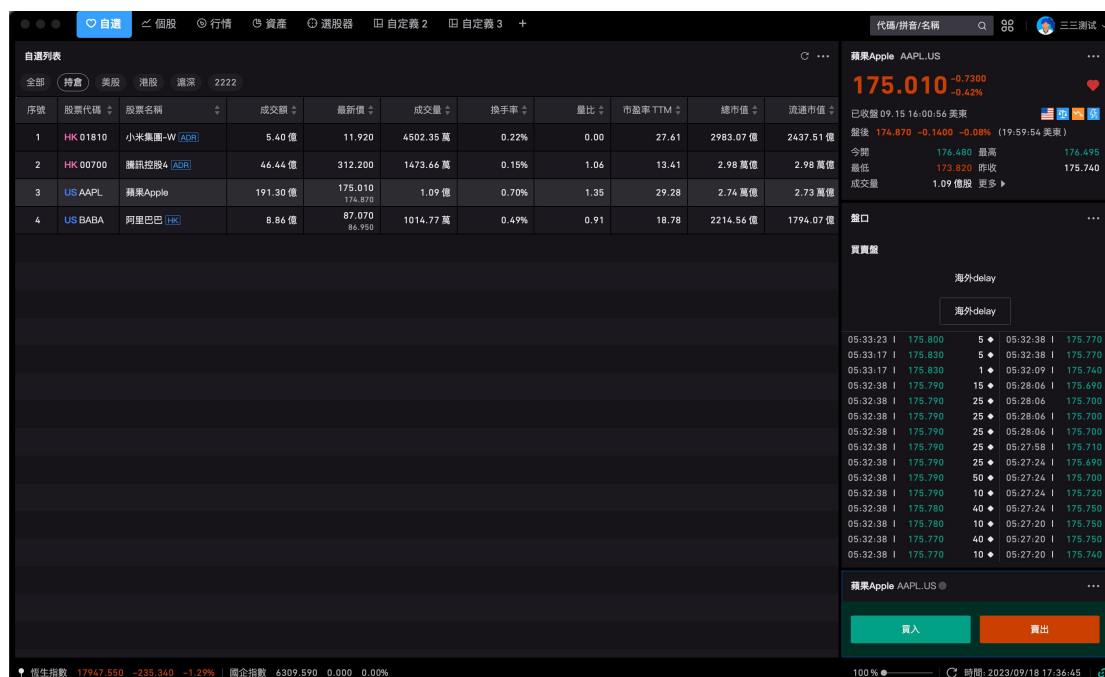 自選 個股 行情 資產 選股器 自定義 2 自定義 3 + 代碼/拼音/名稱 三三测试
自選列表
全部 持倉 美股 港股 滬深 2222
序號 股票代碼 股票名稱 成交額 最新價 成交量 換手率 量比 市盈率 TTM 總市值 流通市值
1 HK 01810 小米集團-W ADR 5.40 億 11.920 4502.35 萬 0.22% 0.00 27.61 2983.07 億 2437.51 億
2 HK 00700 騰訊控股4 ADR 46.44 億 312.200 1473.66 萬 0.15% 1.06 13.41 2.98 萬億 2.98 萬億
3 US AAPL 蘋果Apple 191.30 億 175.010 1.09 億 0.70% 1.35 29.28 2.74 萬億 2.73 萬億
174.870
4 US BABA 阿里巴巴 HK 8.86 億 87.070 1014.77 萬 0.49% 0.91 18.78 2214.56 億 1794.07 億
86.950
蘋果Apple AAPL.US
175.010 -0.7300
-0.42%
已收盤 09.15 16:00:56 美東
盤後 174.870 -0.1400 -0.08% (19:59:54 美東)
今開 176.480 最高 176.495
最低 173.820 昨收 175.740
成交量 1.09 億股 更多
盤口
買賣盤
海外delay
海外delay
05:33:23 I 175.800 5 05:32:38 I 175.770
05:33:17 I 175.830 5 05:32:38 I 175.770
05:33:17 I 175.830 1 05:32:09 I 175.740
05:32:38 I 175.790 15 05:28:06 I 175.690
05:32:38 I 175.790 25 05:28:06 175.700
05:32:38 I 175.790 25 05:28:06 I 175.700
05:32:38 I 175.790 25 05:28:06 I 175.700
05:32:38 I 175.790 25 05:27:58 I 175.710
05:32:38 I 175.790 25 05:27:24 I 175.690
05:32:38 I 175.790 50 05:27:24 I 175.700
05:32:38 I 175.790 10 05:27:24 I 175.720
05:32:38 I 175.780 40 05:27:24 I 175.750
05:32:38 I 175.780 10 05:27:20 I 175.750
05:32:38 I 175.770 40 05:27:20 I 175.750
05:32:38 I 175.770 10 05:27:20 I 175.740
蘋果Apple AAPL.US
買入 賣出
恆生指數 17947.550 -235.340 -1.29% 國企指數 6309.590 0.000 0.00% 100% 時間: 2023/09/18 17:36:45